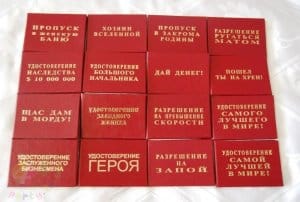 ПРОПУСК
в женскую
БАНЮ
ХОЗЯИН
ВСЕЛЕННОЙ
ПРОПУСК
В ЗАКРОМА
РОДИНЫ
РАЗРЕШЕНИЕ
РУГАТЬСЯ
МАТОМ
УДОСТОВЕРЕНИЕ
НАСЛЕДСТВА
$ 10 000 000
УДОСТОВЕРЕНИЕ
БОЛЬШОГО
НАЧАЛЬНИКА
ДАЙ ДЕНЕГ!
ПОШЕЛ
ТЫ НА ХРЕН!
ЩАС ДАМ
В МОРДУ!
УДОСТОВЕРЕНИЕ
ЗАВИДНОГО
ЖЕНИХА
РАЗРЕШЕНИЕ
НА ПРЕВЫШЕНИЕ
СКОРОСТИ
УДОСТОВЕРЕНИЕ
САМОГО
ЛУЧШЕГО
В МИРЕ!
УДОСТОВЕРЕНИЕ
ЗАСЛУЖЕННОГО
БИЗНЕСМЕНА
УДОСТОВЕРЕНИЕ
ГЕРОЯ
РАЗРЕШЕНИЕ
НА
ЗАПОЙ
УДОСТОВЕРЕНИЕ
САМОЙ
ЛУЧШЕЙ
В МИРЕ!